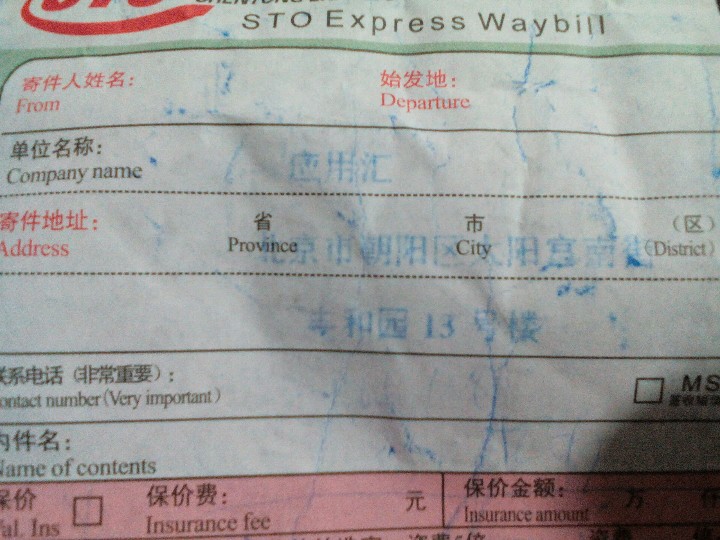 STO Express Waybill
寄件人姓名： 始发地：
From Departure
单位名称： 应用汇
Company name
寄件地址： 省 市 （区）
Address Province City (District)
北京市朝阳区太阳宫南街
丰和园 13 号楼
联系电话（非常重要）： MS
ontact number(Very important)
内件名：
Name of contents
保价 保价费： 元 保价金额： 万 仟
Val. Ins Insurance fee Insurance amount